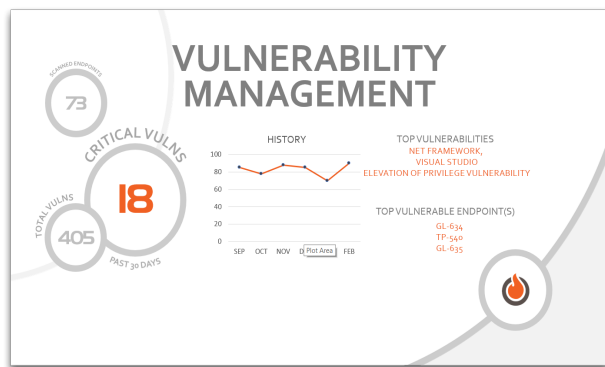 VULNERABILITY
MANAGEMENT
SCANNED ENDPOINTS
73
CRITICAL VULNS
18
PAST 30 DAYS
TOTAL VULNS
405
HISTORY
100
80
60
40
20
0
SEP OCT NOV D Plot Area FEB
TOP VULNERABILITIES
NET FRAMEWORK,
VISUAL STUDIO
ELEVATION OF PRIVILEGE VULNERABILITY
TOP VULNERABLE ENDPOINT(S)
GL-634
TP-540
GL-635